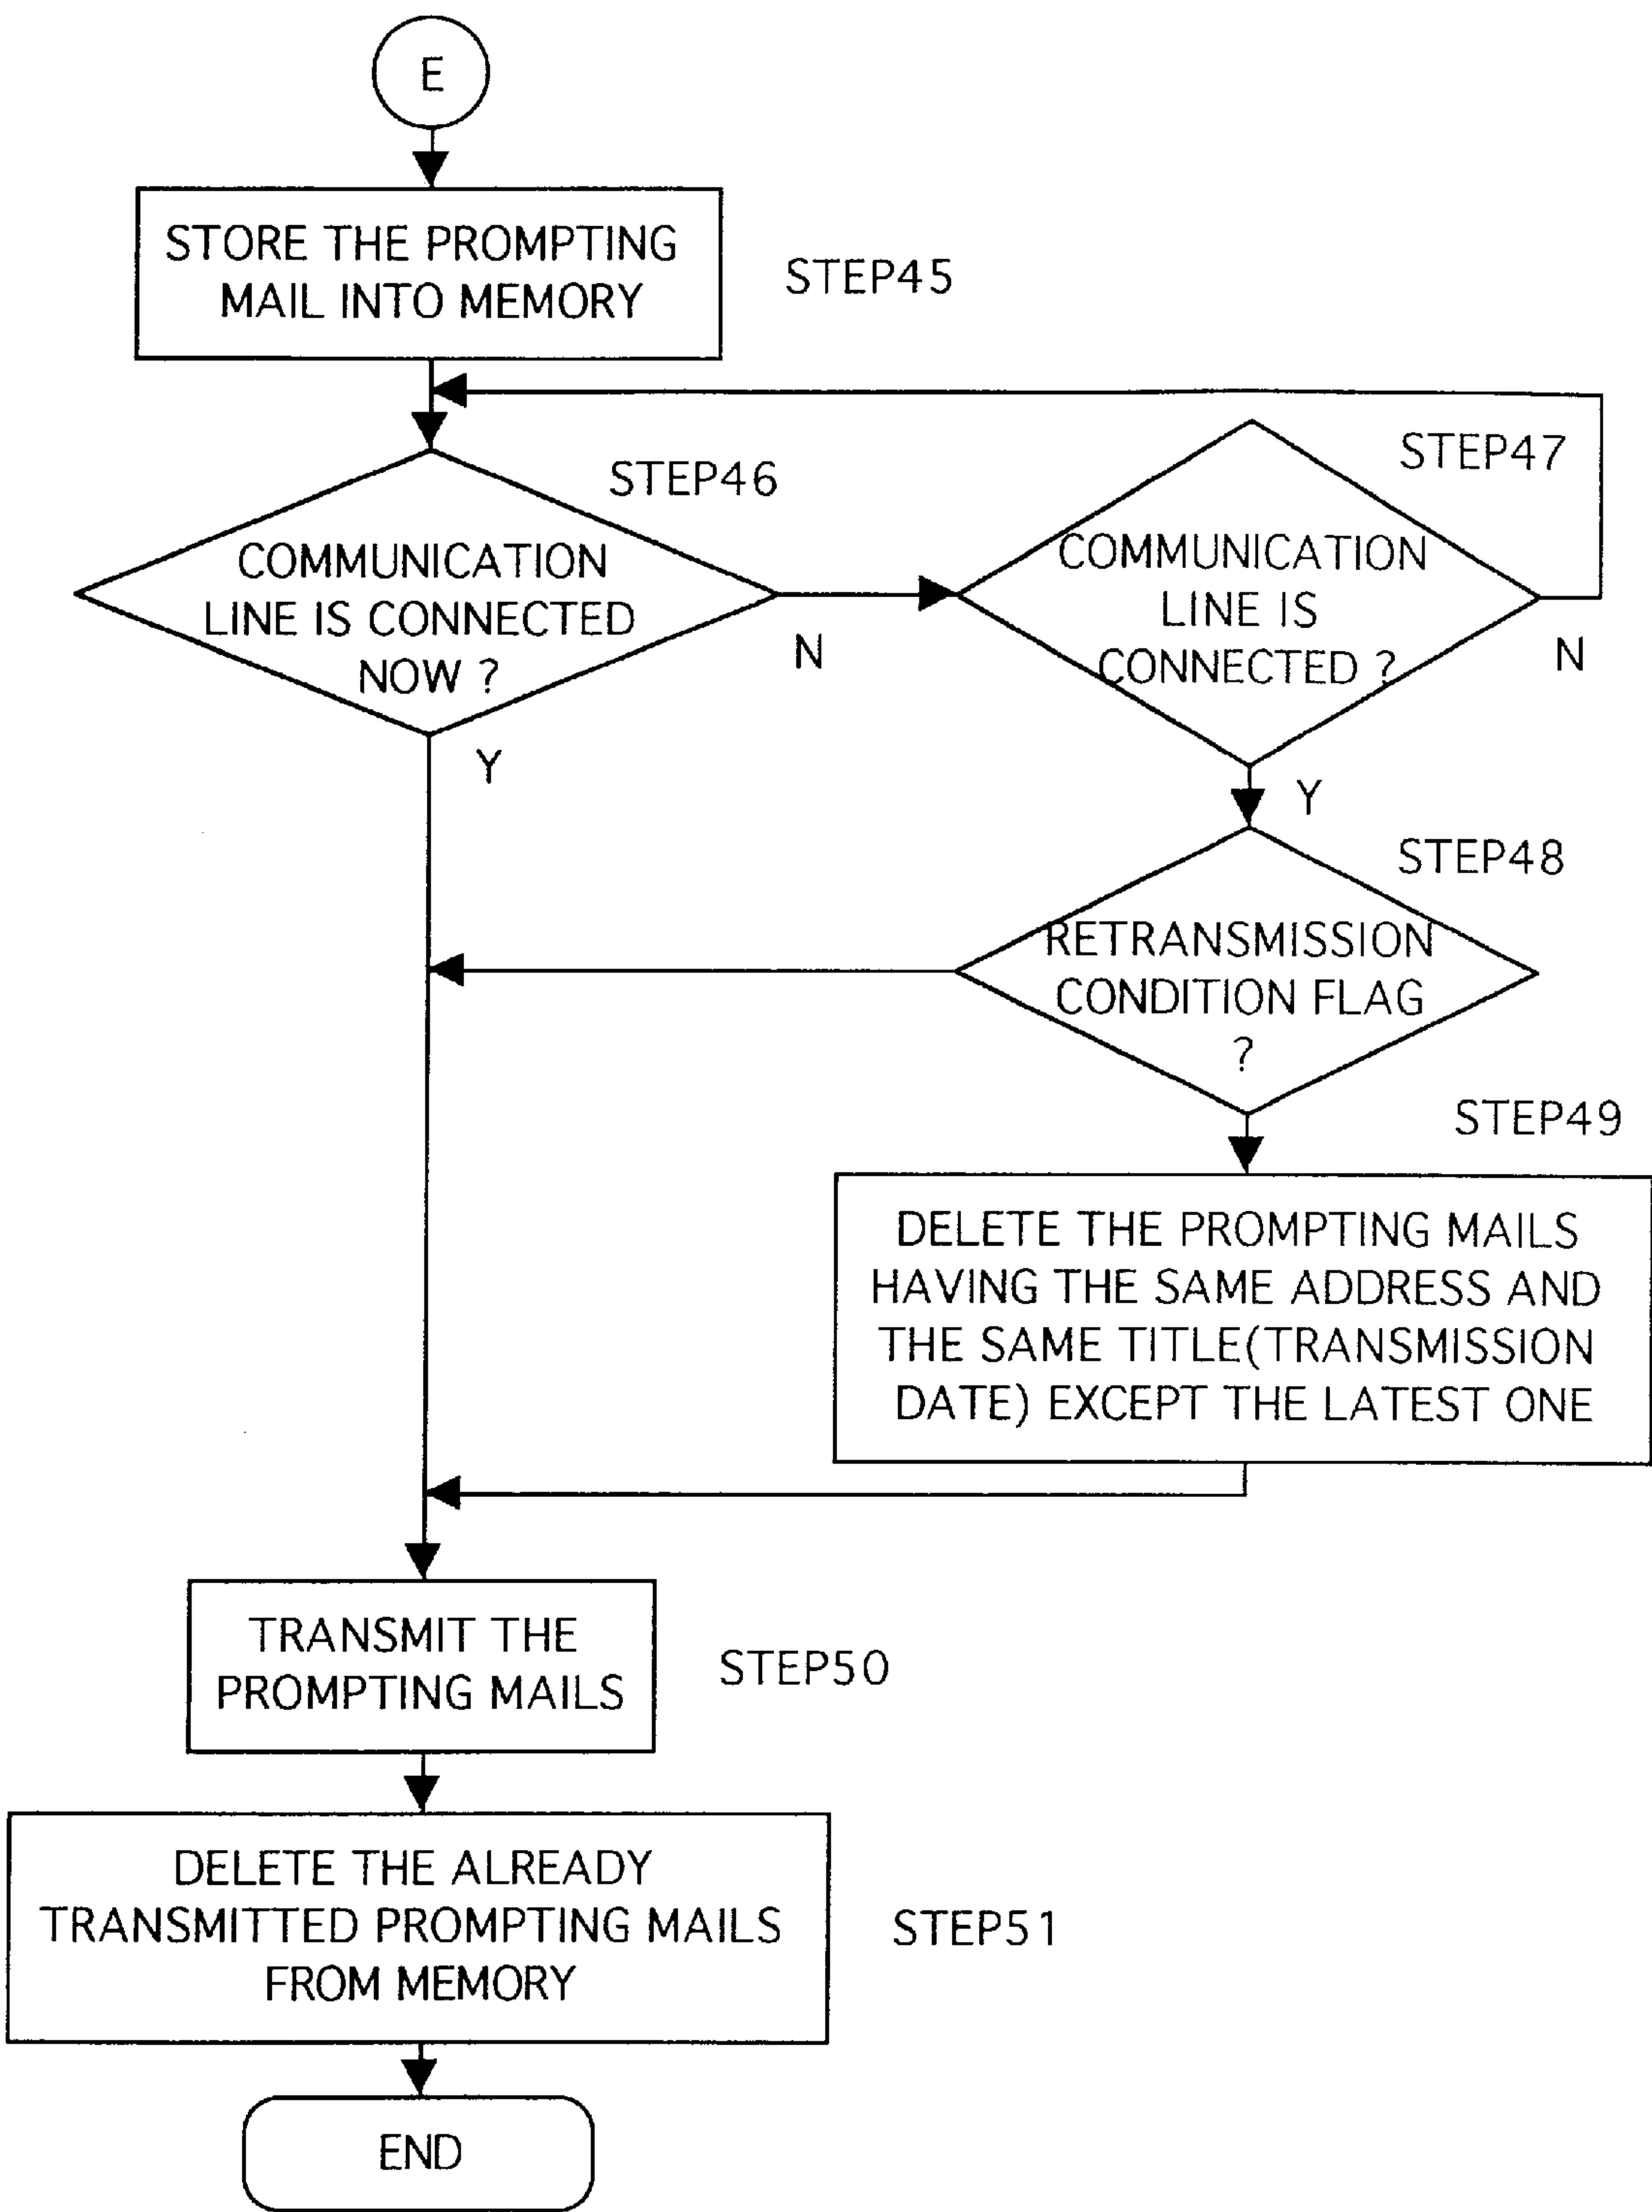 E
STORE THE PROMPTING
MAIL INTO MEMORY
STEP45
STEP46
COMMUNICATION
LINE IS CONNECTED
NOW ?
N
Y
STEP47
COMMUNICATION
LINE IS
CONNECTED ?
N
Y
STEP48
RETRANSMISSION
CONDITION FLAG
?
STEP49
DELETE THE PROMPTING MAILS
HAVING THE SAME ADDRESS AND
THE SAME TITLE(TRANSMISSION
DATE) EXCEPT THE LATEST ONE
TRANSMIT THE
PROMPTING MAILS
STEP50
DELETE THE ALREADY
TRANSMITTED PROMPTING MAILS
FROM MEMORY
STEP51
END